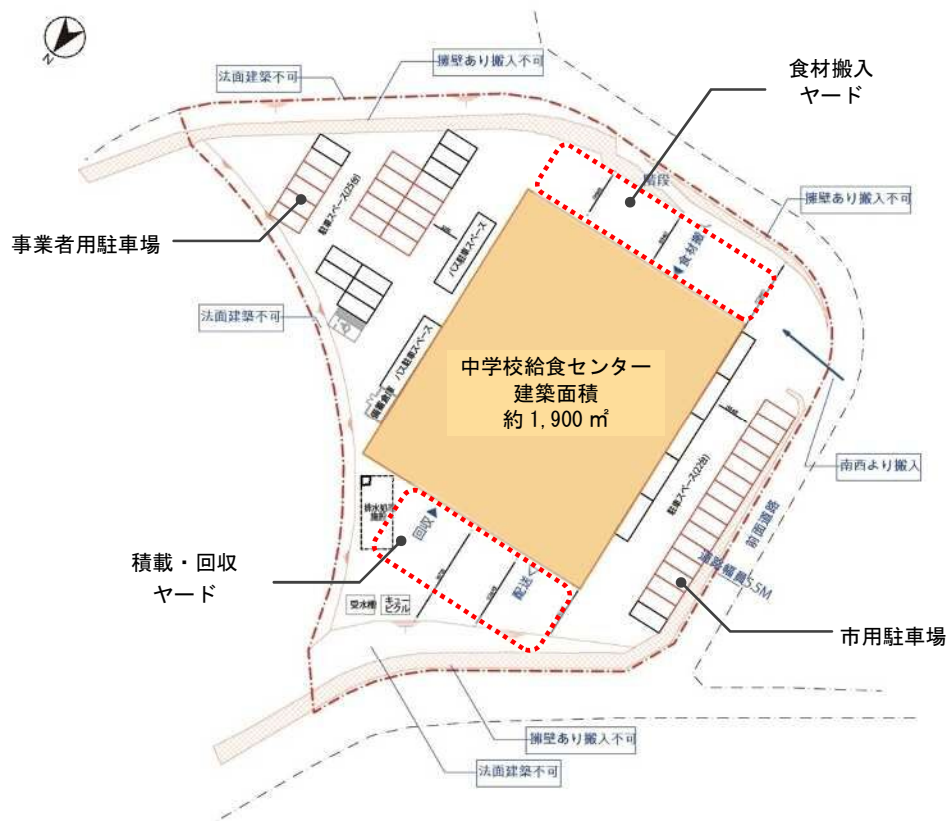 N
擁壁あり搬入不可
法面建築不可
食材搬入
ヤード
階段
擁壁あり搬入不可
駐車スペース(25台)
事業者用駐車場
バス駐車スペース
▲食材搬入
法面建築不可
バス駐車スペース
備蓄倉庫
中学校給食センター
建築面積
約1,900 ㎡
南西より搬入
駐車スペース(22台)
前面道路
道路幅員5.5M
排水処理
施設
回収▶
配送<
積載・回収
ヤード
受水槽
キュー
ビクル
市用駐車場
擁壁あり搬入不可
法面建築不可